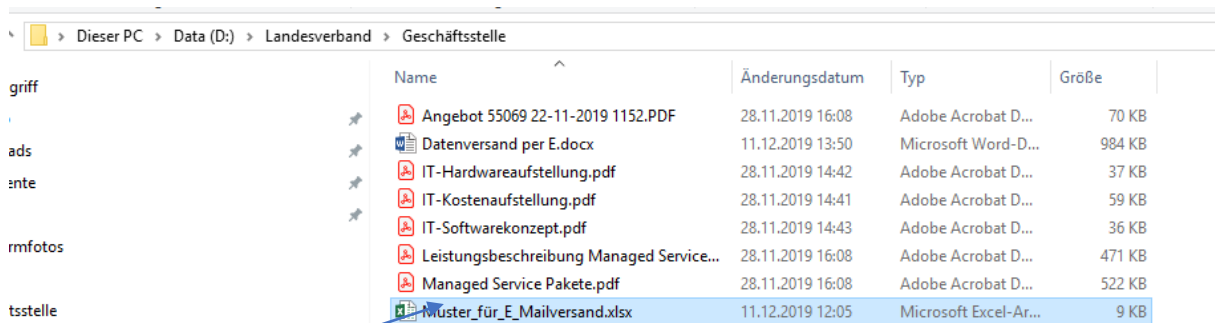 > Dieser PC > Data (D:) > Landesverband > Geschäftsstelle
Name Änderungsdatum Typ Größe
griff
Angebot 55069 22-11-2019 1152.PDF 28.11.2019 16:08 Adobe Acrobat D... 70 KB
ads
Datenversand per E.docx 11.12.2019 13:50 Microsoft Word-D... 984 KB
ente
IT-Hardwareaufstellung.pdf 28.11.2019 14:42 Adobe Acrobat D... 37 KB
IT-Kostenaufstellung.pdf 28.11.2019 14:41 Adobe Acrobat D... 59 KB
IT-Softwarekonzept.pdf 28.11.2019 14:43 Adobe Acrobat D... 36 KB
rmfotos
Leistungsbeschreibung Managed Service... 28.11.2019 16:08 Adobe Acrobat D... 471 KB
Managed Service Pakete.pdf 28.11.2019 16:08 Adobe Acrobat D... 522 KB
tsstelle
Muster_für_E_Mailversand.xlsx 11.12.2019 12:05 Microsoft Excel-Ar... 9 KB